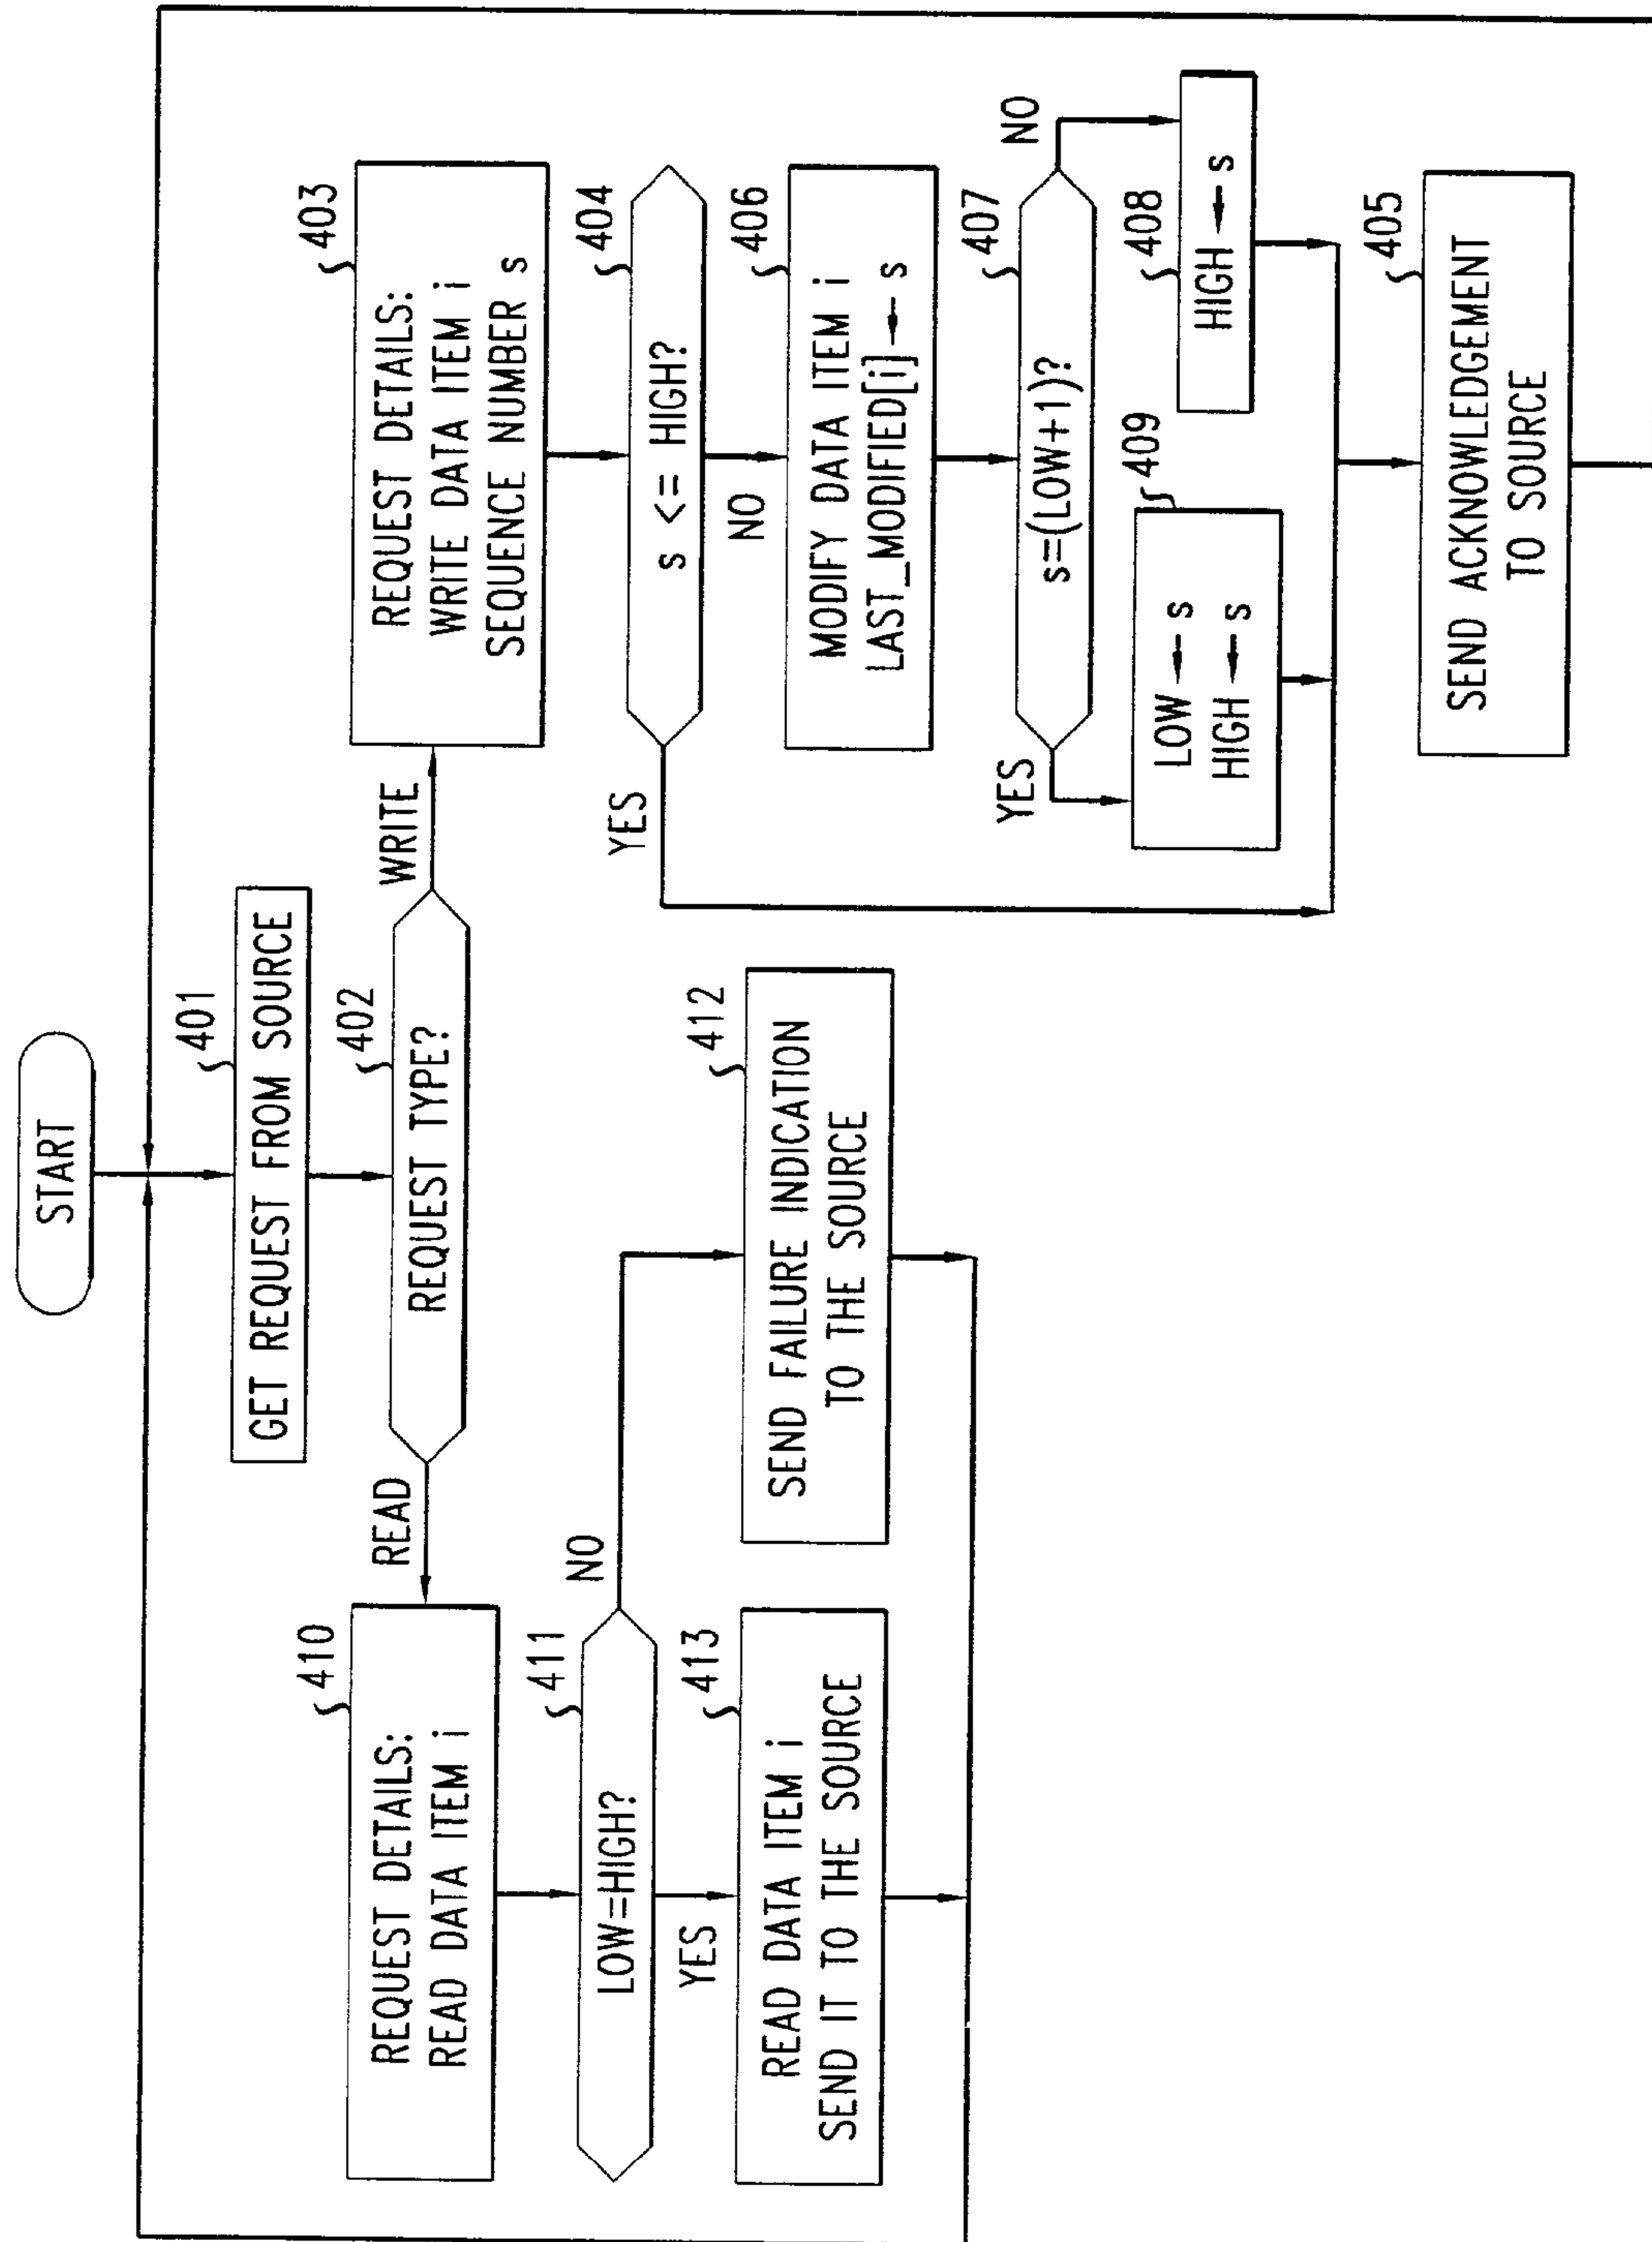 START
401
GET REQUEST FROM SOURCE
402
REQUEST TYPE?
READ
WRITE
410
REQUEST DETAILS:
READ DATA ITEM i
411
LOW=HIGH?
NO
YES
413
READ DATA ITEM i
SEND IT TO THE SOURCE
412
SEND FAILURE INDICATION
TO THE SOURCE
403
REQUEST DETAILS:
WRITE DATA ITEM i
SEQUENCE NUMBER s
404
s <= HIGH?
YES
NO
406
MODIFY DATA ITEM i
LAST_MODIFIED[i] ← s
407
s=(LOW+1)?
YES
NO
409
LOW ← s
HIGH ← s
408
HIGH ← s
405
SEND ACKNOWLEDGEMENT
TO SOURCE